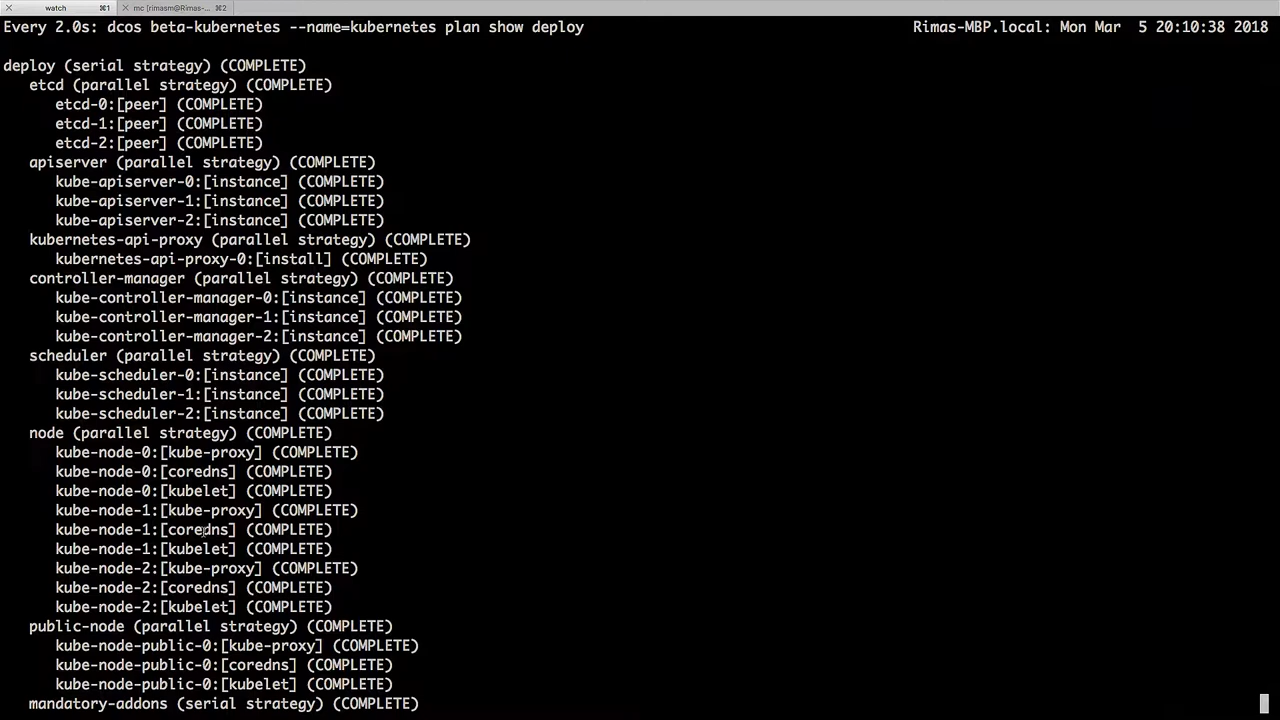 watch ⌘1 mc [rimasm@Rimas-... ⌘2
Every 2.0s: dcos beta-kubernetes --name=kubernetes plan show deploy Rimas-MBP.local: Mon Mar  5 20:10:38 2018
deploy (serial strategy) (COMPLETE)
etcd (parallel strategy) (COMPLETE)
etcd-0:[peer] (COMPLETE)
etcd-1:[peer] (COMPLETE)
etcd-2:[peer] (COMPLETE)
apiserver (parallel strategy) (COMPLETE)
kube-apiserver-0:[instance] (COMPLETE)
kube-apiserver-1:[instance] (COMPLETE)
kube-apiserver-2:[instance] (COMPLETE)
kubernetes-api-proxy (parallel strategy) (COMPLETE)
kubernetes-api-proxy-0:[install] (COMPLETE)
controller-manager (parallel strategy) (COMPLETE)
kube-controller-manager-0:[instance] (COMPLETE)
kube-controller-manager-1:[instance] (COMPLETE)
kube-controller-manager-2:[instance] (COMPLETE)
scheduler (parallel strategy) (COMPLETE)
kube-scheduler-0:[instance] (COMPLETE)
kube-scheduler-1:[instance] (COMPLETE)
kube-scheduler-2:[instance] (COMPLETE)
node (parallel strategy) (COMPLETE)
kube-node-0:[kube-proxy] (COMPLETE)
kube-node-0:[coredns] (COMPLETE)
kube-node-0:[kubelet] (COMPLETE)
kube-node-1:[kube-proxy] (COMPLETE)
kube-node-1:[coredns] (COMPLETE)
kube-node-1:[kubelet] (COMPLETE)
kube-node-2:[kube-proxy] (COMPLETE)
kube-node-2:[coredns] (COMPLETE)
kube-node-2:[kubelet] (COMPLETE)
public-node (parallel strategy) (COMPLETE)
kube-node-public-0:[kube-proxy] (COMPLETE)
kube-node-public-0:[coredns] (COMPLETE)
kube-node-public-0:[kubelet] (COMPLETE)
mandatory-addons (serial strategy) (COMPLETE)